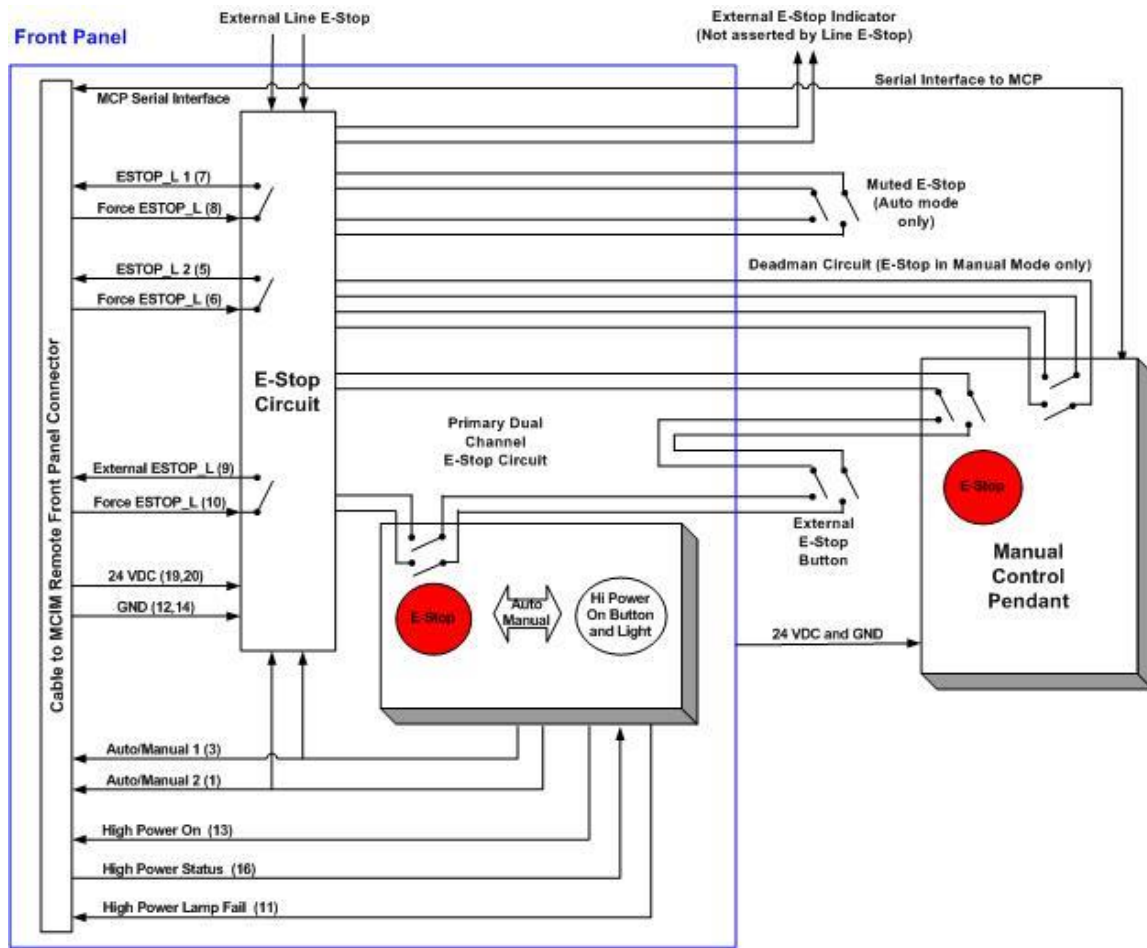 External Line E-Stop
External E-Stop Indicator
(Not asserted by Line E-Stop)
Front Panel
Serial Interface to MCP
MCP Serial Interface
ESTOP_L 1 (7)
Force ESTOP_L (8)
Muted E-Stop
(Auto mode
only)
ESTOP_L 2 (5)
Force ESTOP_L (6)
Deadman Circuit (E-Stop in Manual Mode only)
Cable to MCIM Remote Front Panel Connector
E-Stop
Circuit
Primary Dual
Channel
E-Stop Circuit
External ESTOP_L (9)
Force ESTOP_L (10)
External
E-Stop
Button
E-Stop
Manual
Control
Pendant
24 VDC (19,20)
GND (12,14)
E-Stop
Auto
Manual
Hi Power
On Button
and Light
24 VDC and GND
Auto/Manual 1 (3)
Auto/Manual 2 (1)
High Power On (13)
High Power Status (16)
High Power Lamp Fail (11)